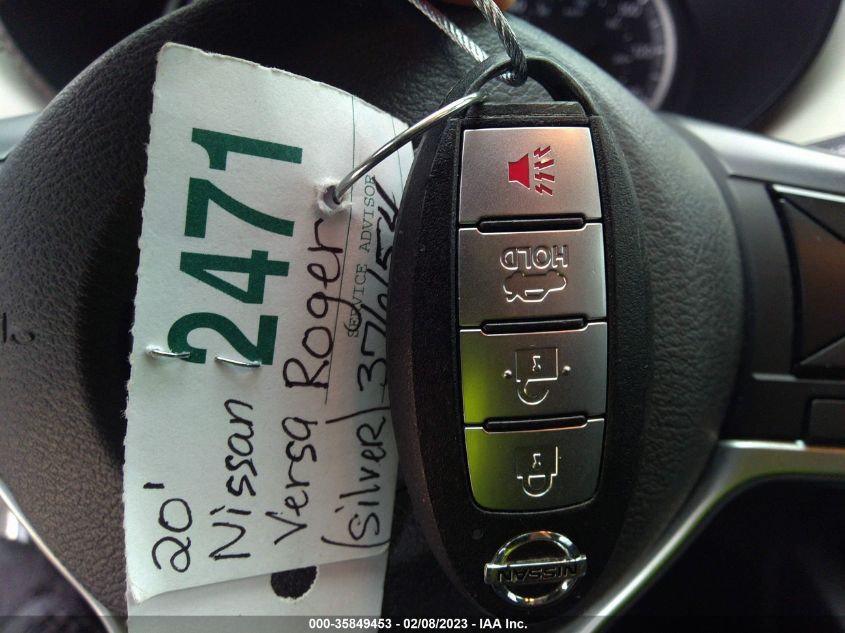 2471
20'
Nissan
Versa Roger
(Silver)
SERVICE ADVISOR
HOLD
NISSAN
000-35849453 - 02/08/2023 - IAA Inc.